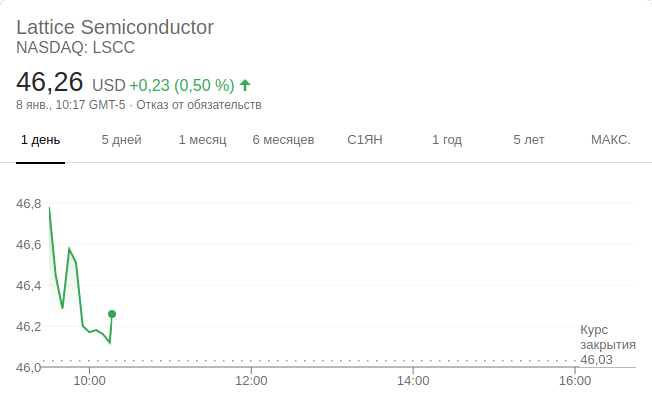 Lattice Semiconductor
NASDAQ: LSCC
46,26 USD +0,23 (0,50 %)
8 янв., 10:17 GMT-5 · Отказ от обязательств
1 день 5 дней 1 месяц 6 месяцев С1ЯН 1 год 5 лет МАКС.
46,8
46,6
46,4
46,2
46,0
Курс
закрытия
46,03
10:00 12:00 14:00 16:00